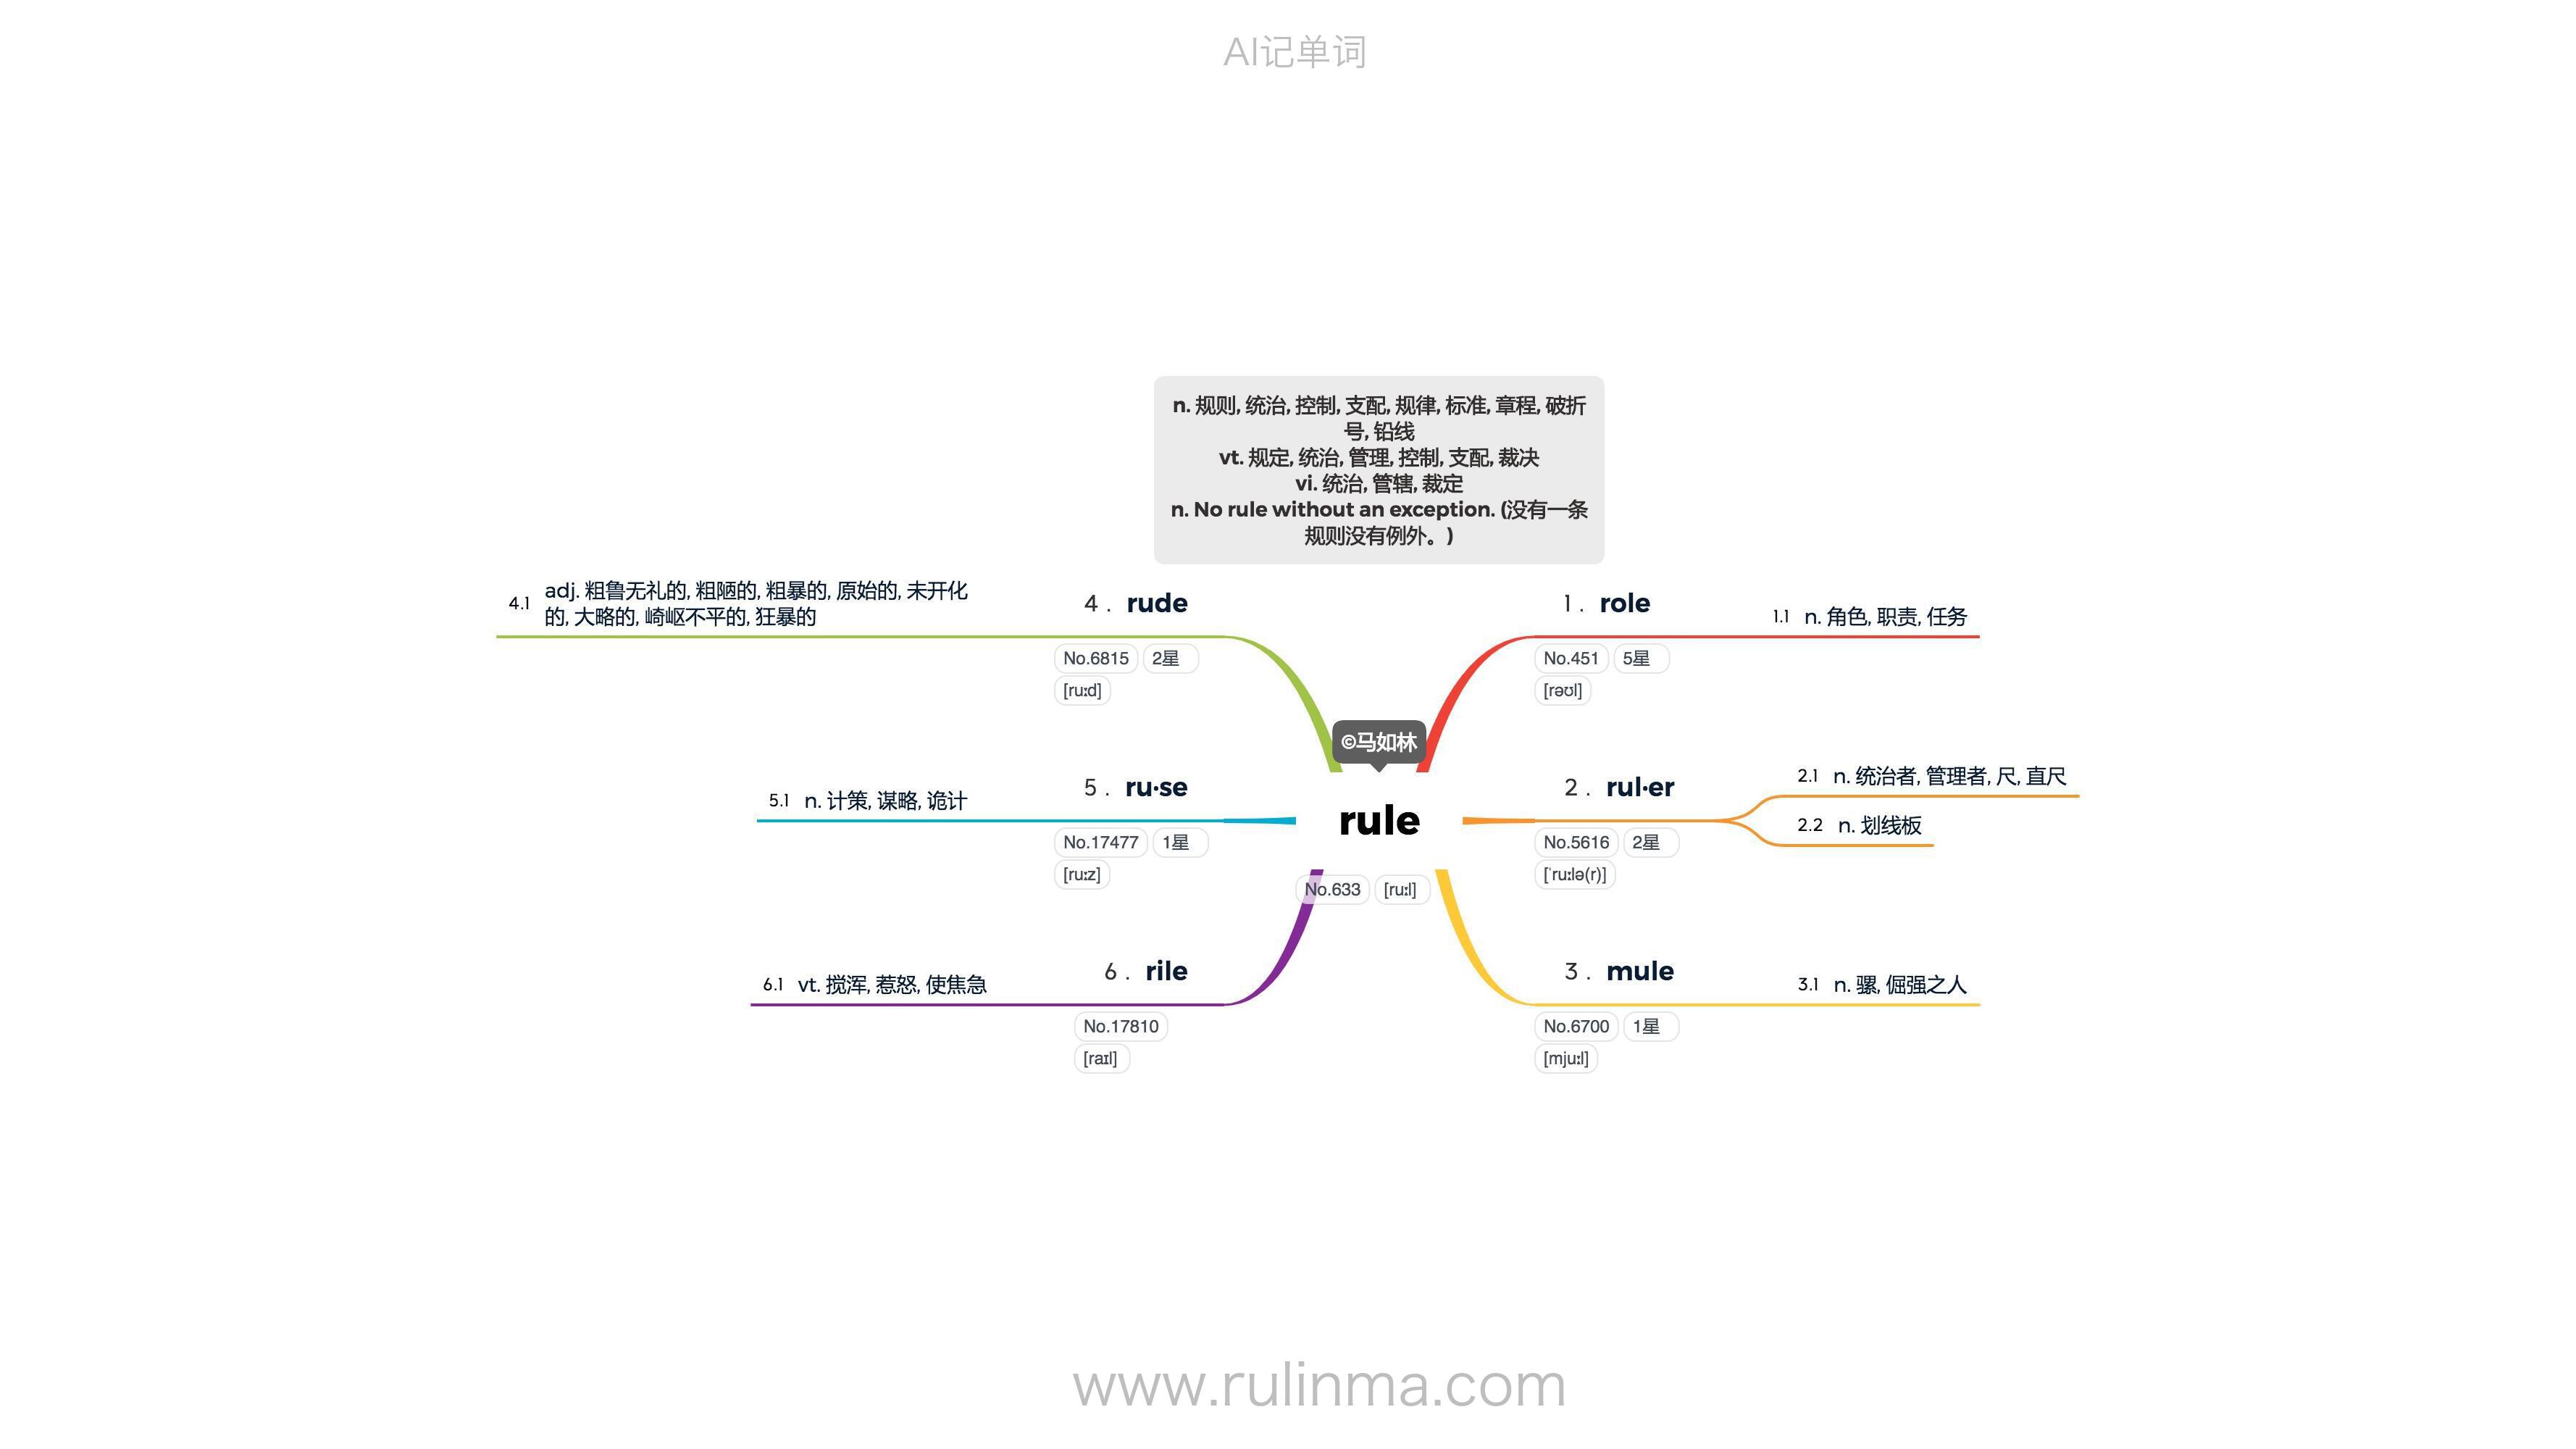 AI记单词
n. 规则, 统治, 控制, 支配, 规律, 标准, 章程, 破折
号, 铅线
vt. 规定, 统治, 管理, 控制, 支配, 裁决
vi. 统治, 管辖, 裁定
n. No rule without an exception. (没有一条
规则没有例外。)
©马如林
rule
No.633 [ruːl]
1 . role
No.451 5星
[rəʊl]
1.1 n. 角色, 职责, 任务
2 . rul·er
No.5616 2星
[ˈruːlə(r)]
2.1 n. 统治者, 管理者, 尺, 直尺
2.2 n. 划线板
3 . mule
No.6700 1星
[mjuːl]
3.1 n. 骡, 倔强之人
4 . rude
No.6815 2星
[ruːd]
4.1 adj. 粗鲁无礼的, 粗陋的, 粗暴的, 原始的, 未开化
的, 大略的, 崎岖不平的, 狂暴的
5 . ru·se
No.17477 1星
[ruːz]
5.1 n. 计策, 谋略, 诡计
6 . rile
No.17810
[raɪl]
6.1 vt. 搅浑, 惹怒, 使焦急
www.rulinma.com